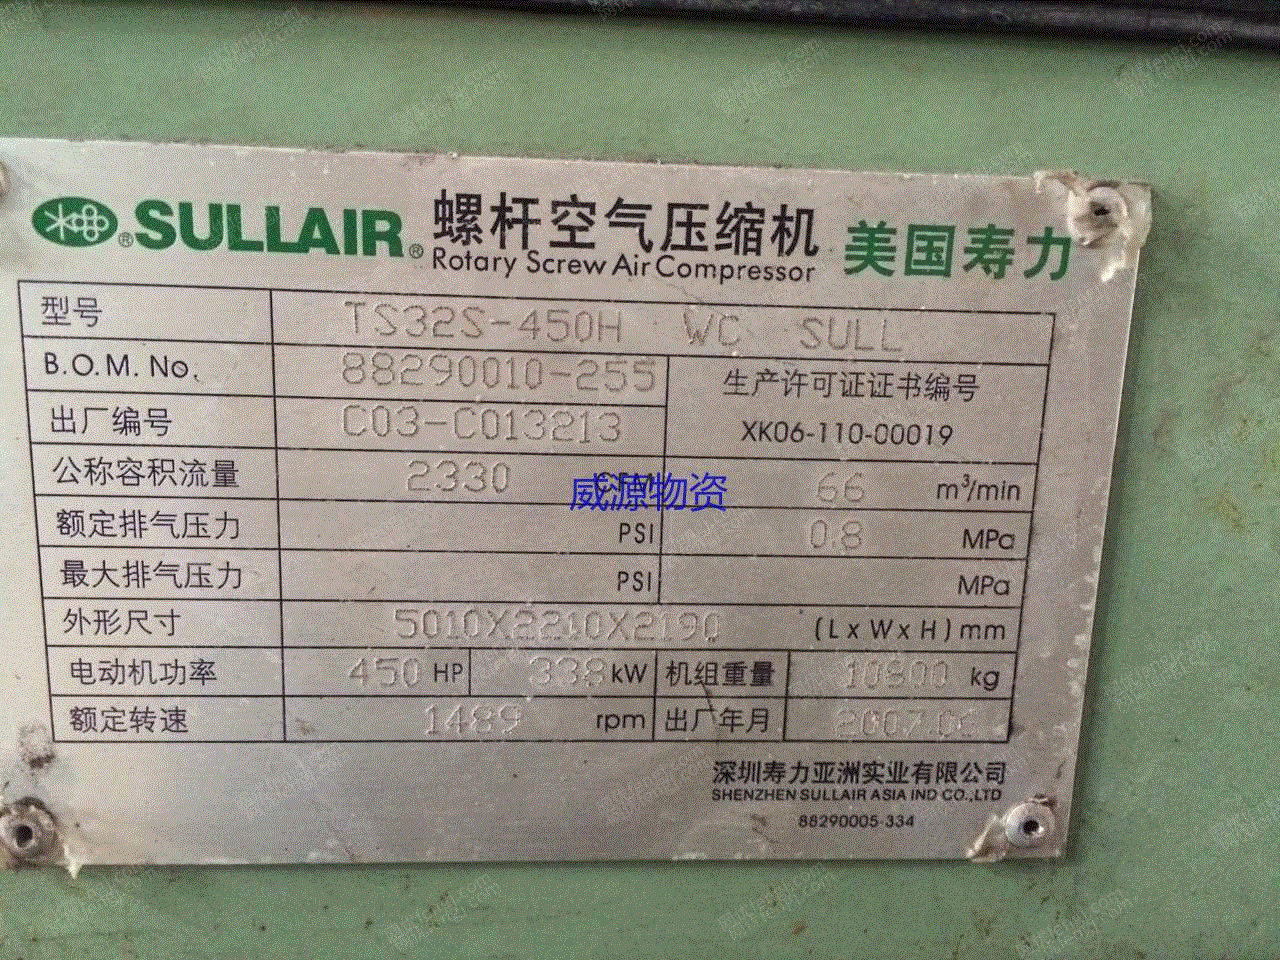 SULLAIR® 螺杆空气压缩机 美国寿力
Rotary Screw Air Compressor
型号 TS32S-450H WC SULL
B.O.M. No. 88290010-255 生产许可证证书编号
出厂编号 C03-C013213 XK06-110-00019
公称容积流量 2330 CFM 66 m³/min
威源物资
额定排气压力 PSI 0.8 MPa
最大排气压力 PSI MPa
外形尺寸 5010X2210X2190 (L x W x H) mm
电动机功率 450 HP 338 kW 机组重量 kg
额定转速 1489 rpm 出厂年月
深圳寿力亚洲实业有限公司
SHENZHEN SULLAIR ASIA IND CO.,LTD
88290005-334